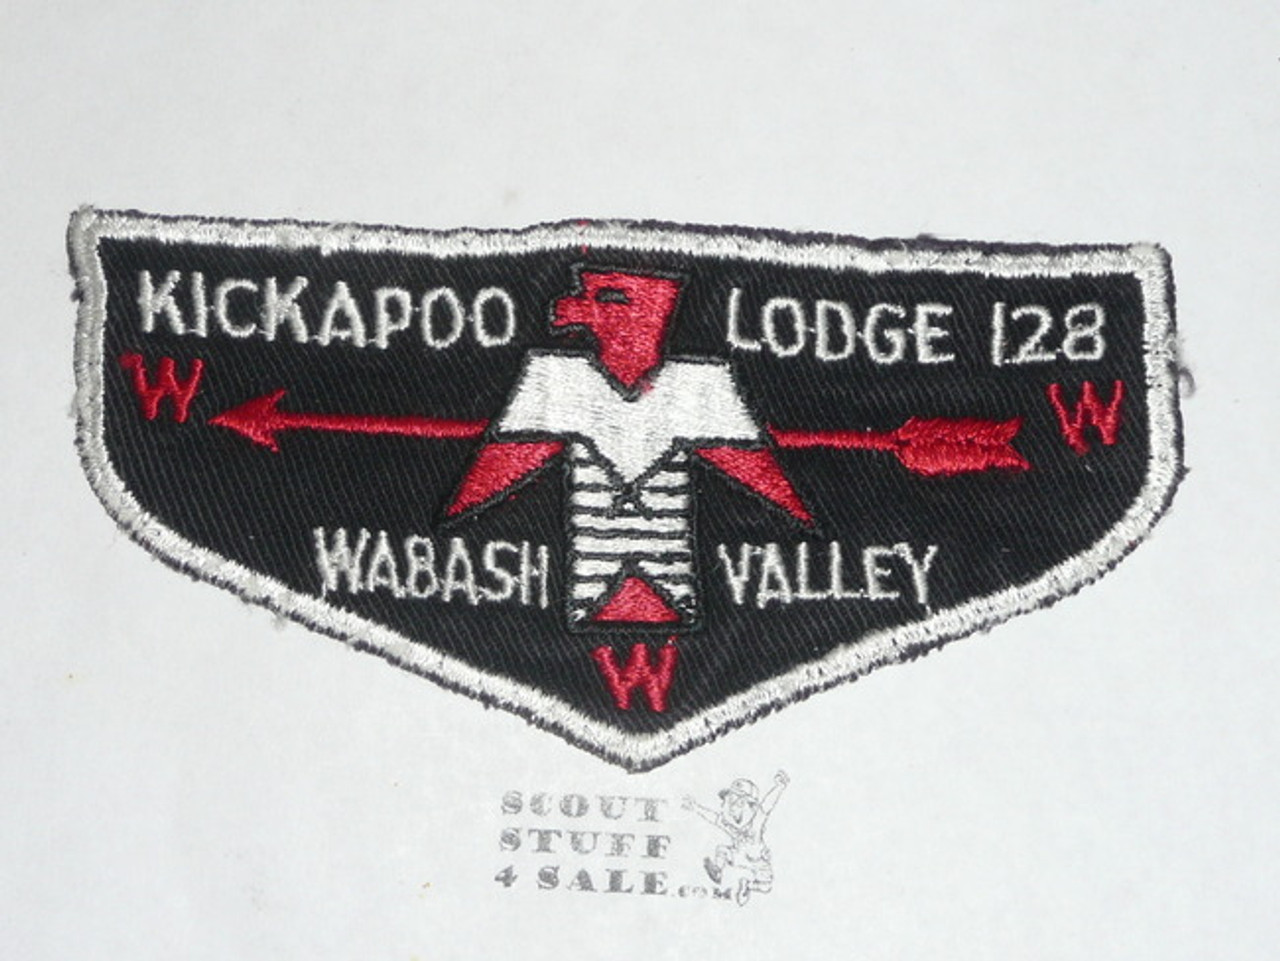 KICKAPOO LODGE 128
W W
WABASH VALLEY
W
SCOUT
STUFF
4 SALE.COM